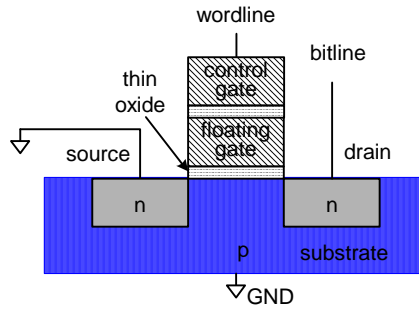 wordline
control
gate
bitline
thin
oxide
floating
gate
source
drain
n
n
p
substrate
GND